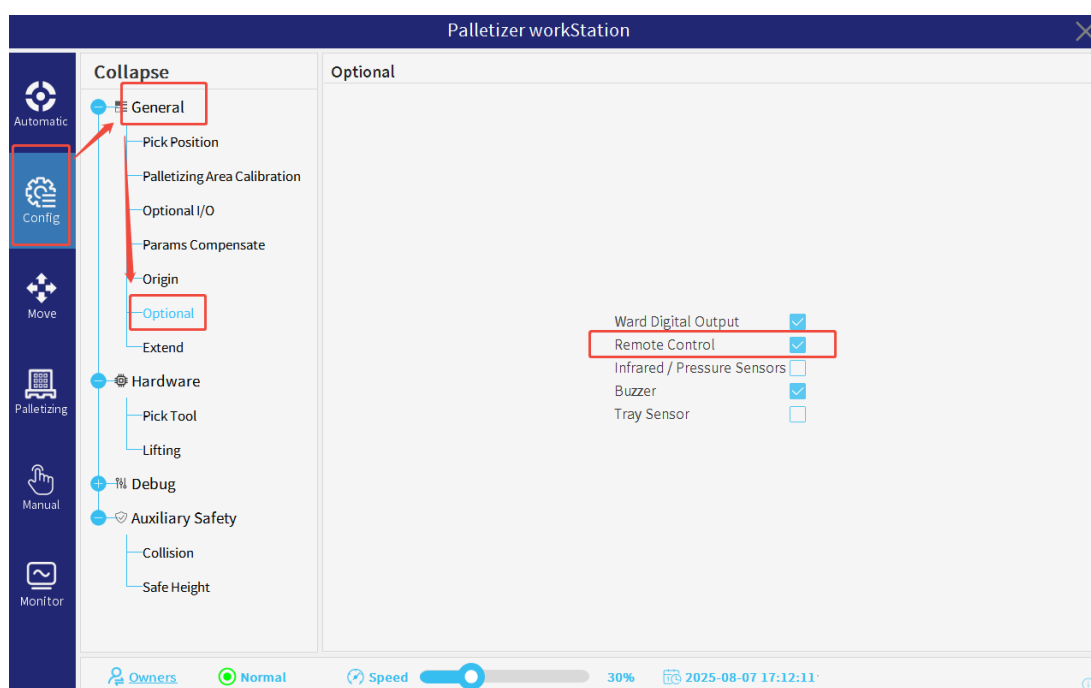 Palletizer workStation
Automatic
Config
Move
Palletizing
Manual
Monitor
Collapse
General
Pick Position
Palletizing Area Calibration
Optional I/O
Params Compensate
Origin
Optional
Extend
Hardware
Pick Tool
Lifting
Debug
Auxiliary Safety
Collision
Safe Height
Optional
Ward Digital Output
Remote Control
Infrared / Pressure Sensors
Buzzer
Tray Sensor
Owners Normal Speed 30% 2025-08-07 17:12:11